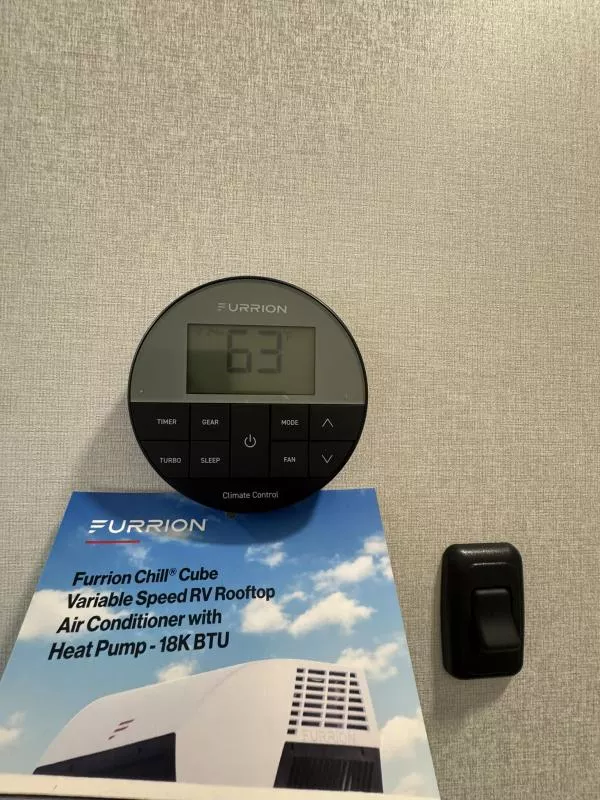 FURRION
63
F
TIMER
GEAR
MODE
TURBO
SLEEP
FAN
Climate Control
FURRION
Furrion Chill® Cube
Variable Speed RV Rooftop
Air Conditioner with
Heat Pump - 18K BTU
FURRION